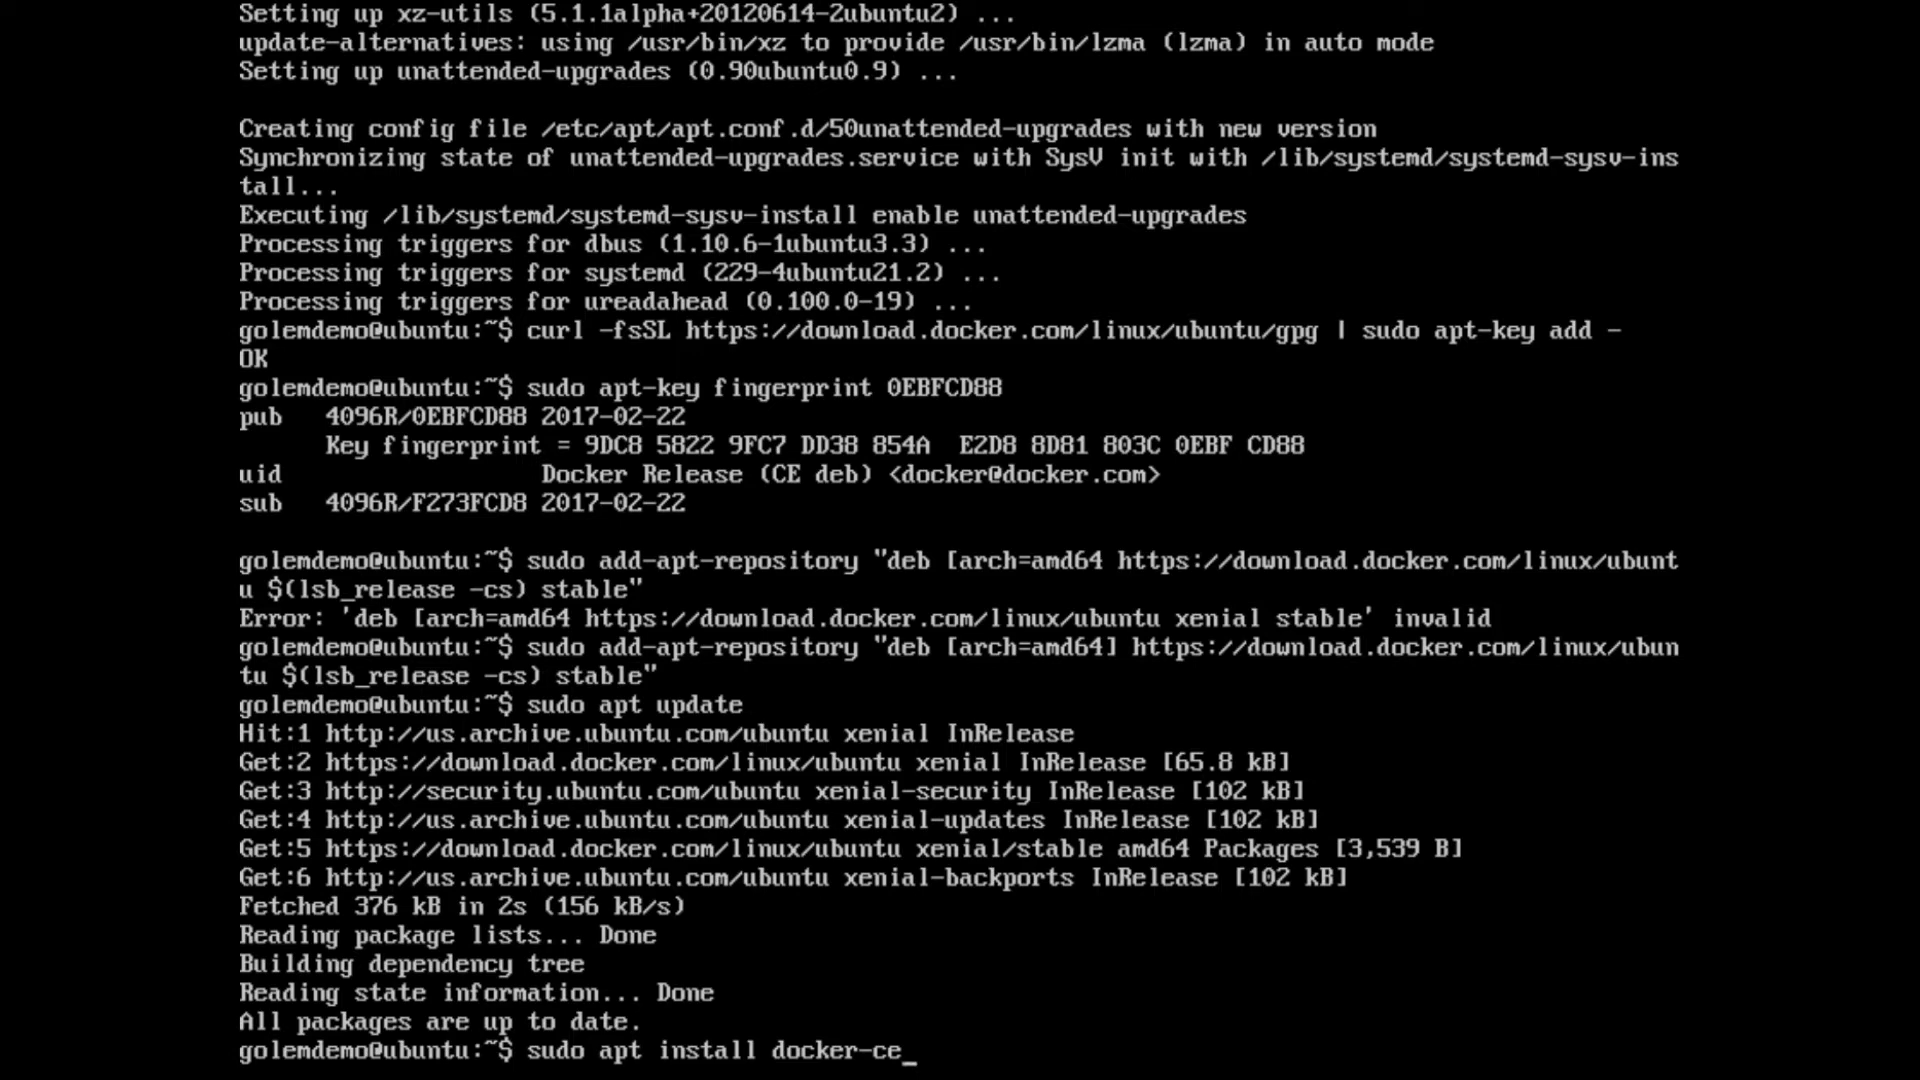 Setting up xz-utils (5.1.1alpha+20120614-2ubuntu2) ...
update-alternatives: using /usr/bin/xz to provide /usr/bin/lzma (lzma) in auto mode
Setting up unattended-upgrades (0.90ubuntu0.9) ...

Creating config file /etc/apt/apt.conf.d/50unattended-upgrades with new version
Synchronizing state of unattended-upgrades.service with SysV init with /lib/systemd/systemd-sysv-ins
tall...
Executing /lib/systemd/systemd-sysv-install enable unattended-upgrades
Processing triggers for dbus (1.10.6-1ubuntu3.3) ...
Processing triggers for systemd (229-4ubuntu21.2) ...
Processing triggers for ureadahead (0.100.0-19) ...
golemdemo@ubuntu:~$ curl -fsSL https://download.docker.com/linux/ubuntu/gpg | sudo apt-key add -
OK
golemdemo@ubuntu:~$ sudo apt-key fingerprint 0EBFCD88
pub   4096R/0EBFCD88 2017-02-22
      Key fingerprint = 9DC8 5822 9FC7 DD38 854A  E2D8 8D81 803C 0EBF CD88
uid                  Docker Release (CE deb) <docker@docker.com>
sub   4096R/F273FCD8 2017-02-22

golemdemo@ubuntu:~$ sudo add-apt-repository "deb [arch=amd64 https://download.docker.com/linux/ubunt
u $(lsb_release -cs) stable"
Error: 'deb [arch=amd64 https://download.docker.com/linux/ubuntu xenial stable' invalid
golemdemo@ubuntu:~$ sudo add-apt-repository "deb [arch=amd64] https://download.docker.com/linux/ubun
tu $(lsb_release -cs) stable"
golemdemo@ubuntu:~$ sudo apt update
Hit:1 http://us.archive.ubuntu.com/ubuntu xenial InRelease
Get:2 https://download.docker.com/linux/ubuntu xenial InRelease [65.8 kB]
Get:3 http://security.ubuntu.com/ubuntu xenial-security InRelease [102 kB]
Get:4 http://us.archive.ubuntu.com/ubuntu xenial-updates InRelease [102 kB]
Get:5 https://download.docker.com/linux/ubuntu xenial/stable amd64 Packages [3,539 B]
Get:6 http://us.archive.ubuntu.com/ubuntu xenial-backports InRelease [102 kB]
Fetched 376 kB in 2s (156 kB/s)
Reading package lists... Done
Building dependency tree
Reading state information... Done
All packages are up to date.
golemdemo@ubuntu:~$ sudo apt install docker-ce_